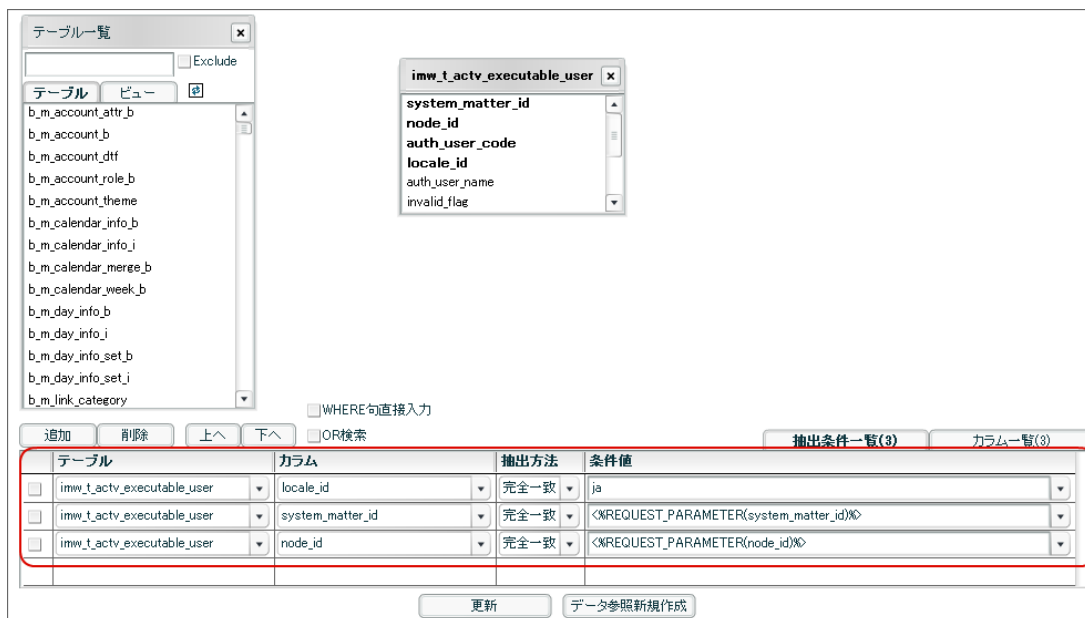 テーブル一覧
Exclude
テーブル ビュー
b_m_account_attr_b
b_m_account_b
b_m_account_dtf
b_m_account_role_b
b_m_account_theme
b_m_calendar_info_b
b_m_calendar_info_i
b_m_calendar_merge_b
b_m_calendar_week_b
b_m_day_info_b
b_m_day_info_i
b_m_day_info_set_b
b_m_day_info_set_i
b_m_link_category
imw_t_actv_executable_user
system_matter_id
node_id
auth_user_code
locale_id
auth_user_name
invalid_flag
WHERE句直接入力
追加 削除 上へ 下へ OR検索 抽出条件一覧(3) カラム一覧(3)
テーブル カラム 抽出方法 条件値
imw_t_actv_executable_user locale_id 完全一致 ja
imw_t_actv_executable_user system_matter_id 完全一致 <%REQUEST_PARAMETER(system_matter_id)%>
imw_t_actv_executable_user node_id 完全一致 <%REQUEST_PARAMETER(node_id)%>
更新 データ参照新規作成